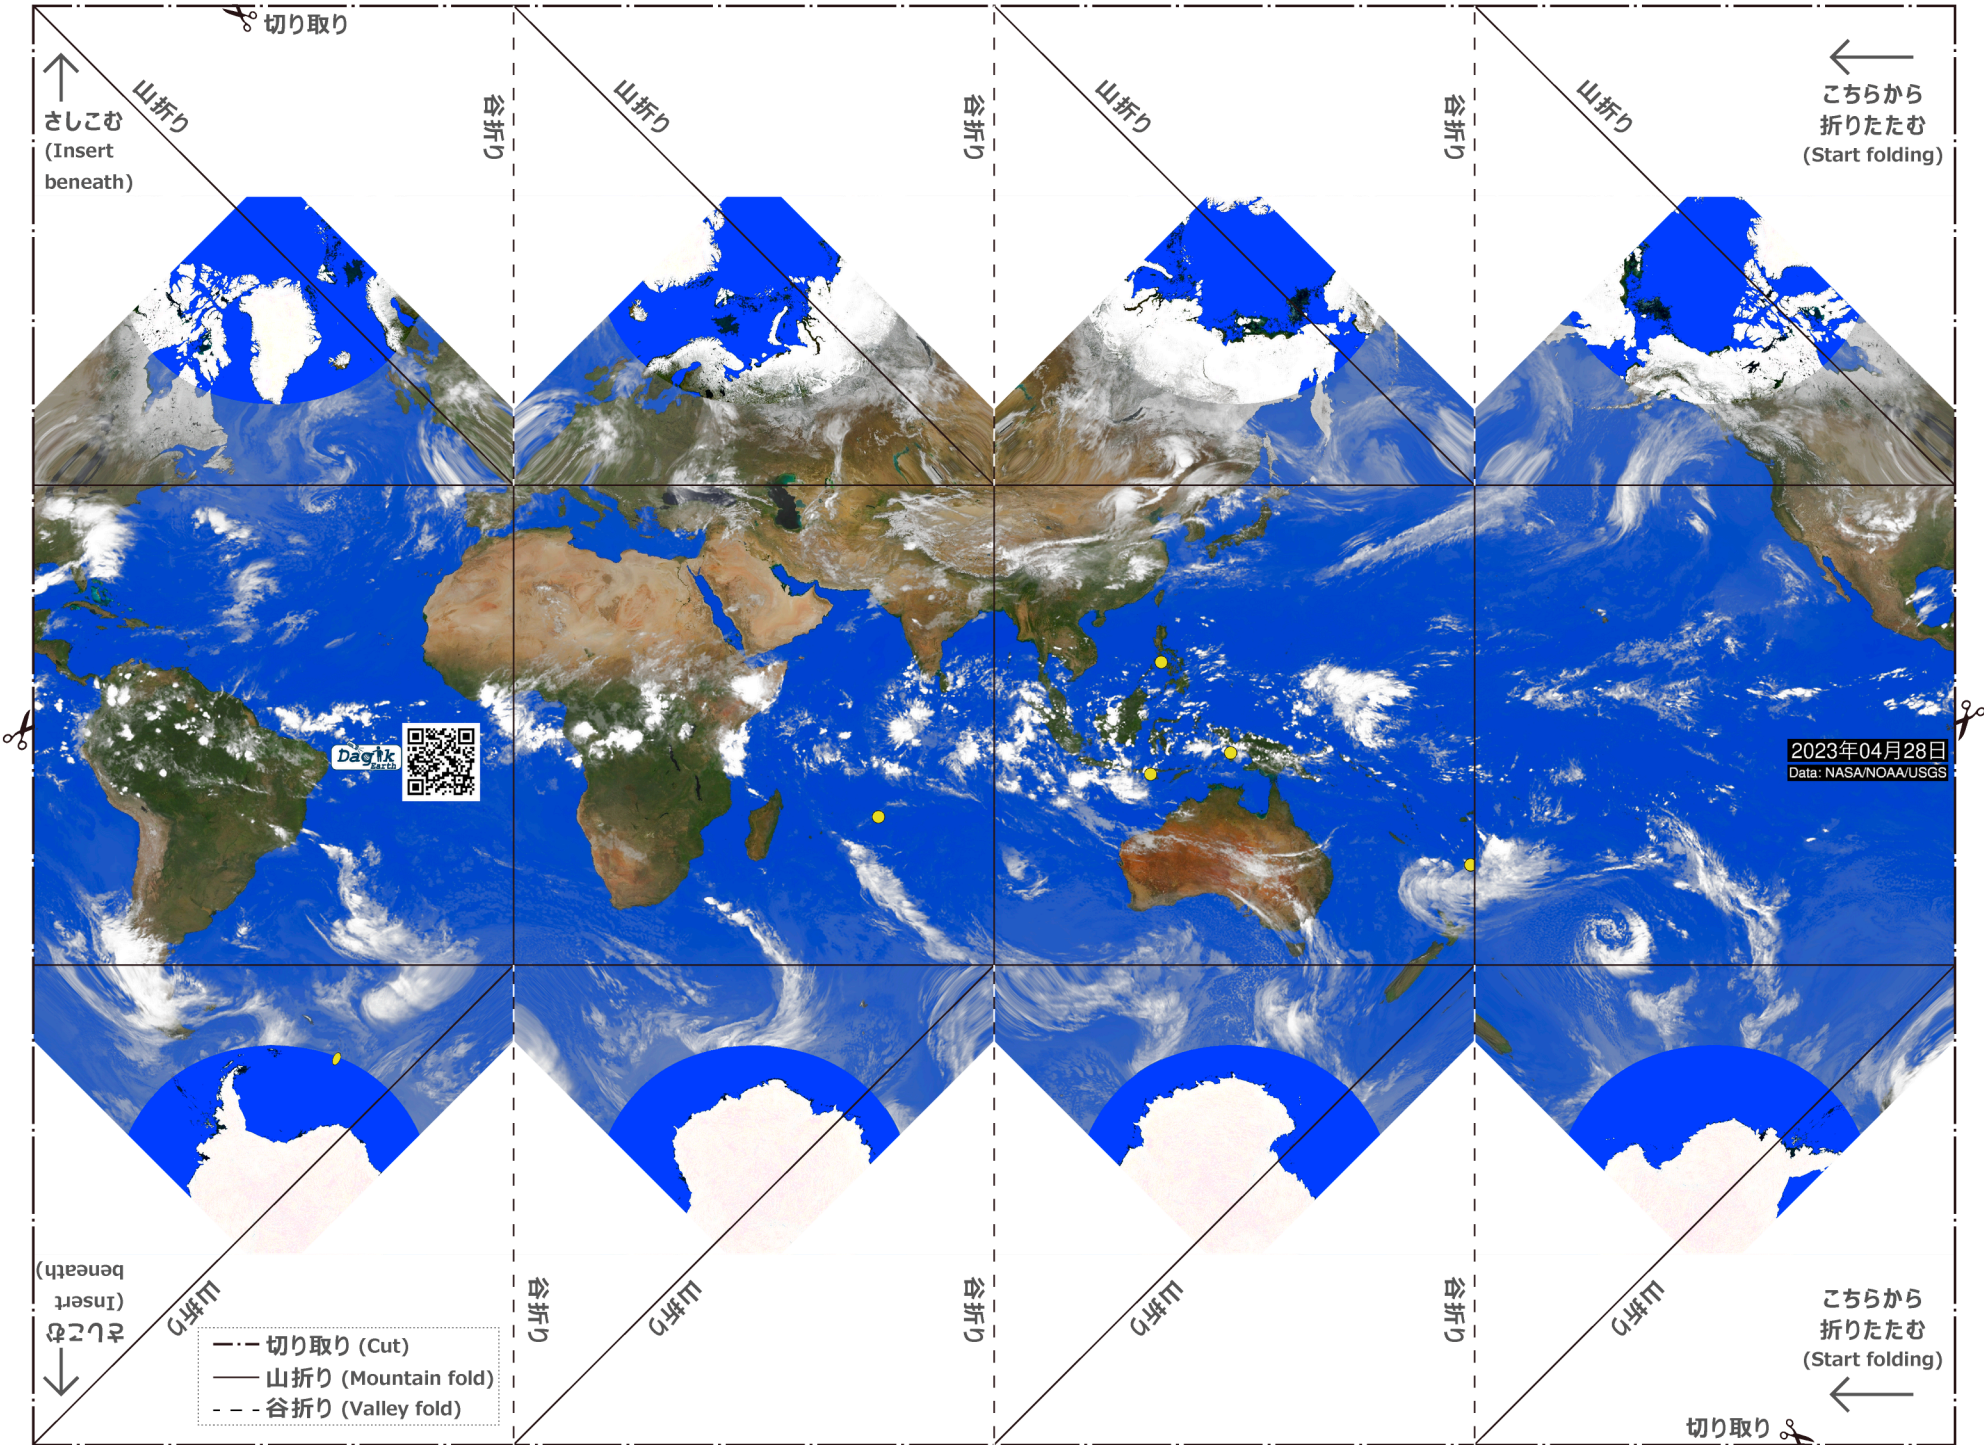 切り取り
山折り
谷折り
山折り
谷折り
山折り
谷折り
山折り
さしこむ
(Insert
beneath)
こちらから
折りたたむ
(Start folding)
Dagik
Earth
2023年04月28日
Data: NASA/NOAA/USGS
さしこむ
(Insert
beneath)
山折り
谷折り
山折り
谷折り
山折り
谷折り
山折り
こちらから
折りたたむ
(Start folding)
切り取り (Cut)
山折り (Mountain fold)
谷折り (Valley fold)
切り取り